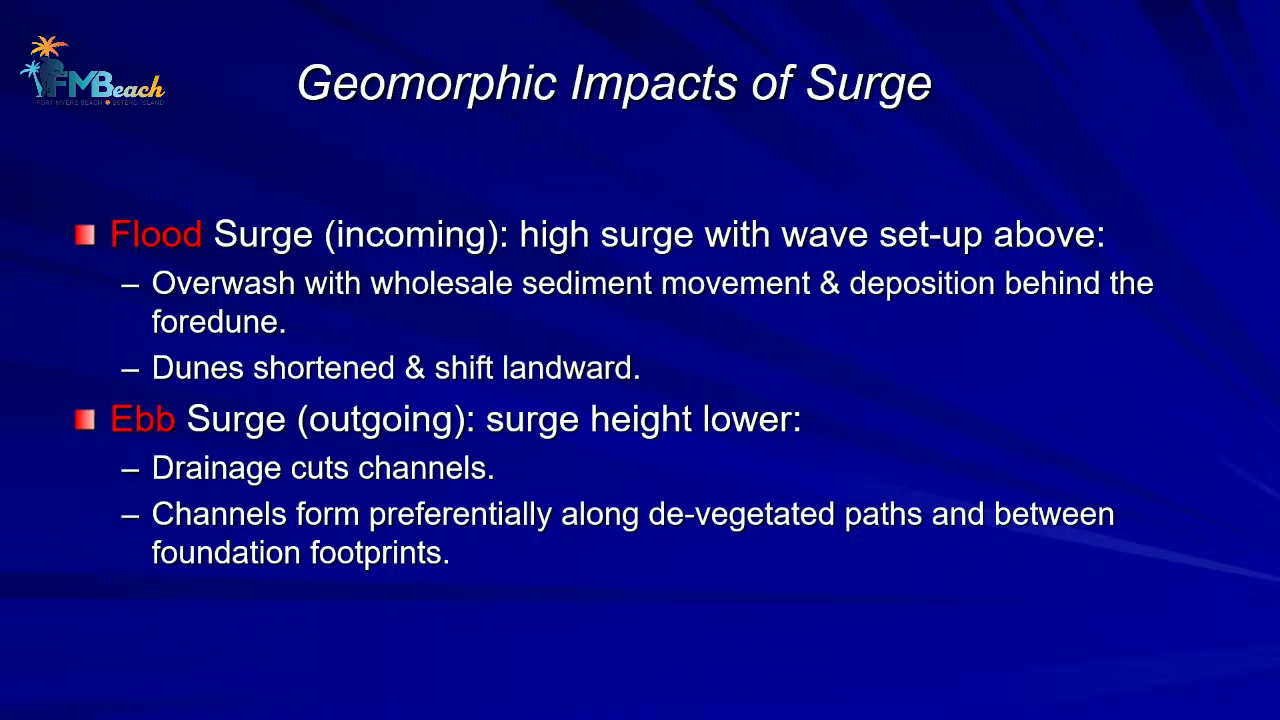 FMBeach
FORT MYERS BEACH ESTERO ISLAND
Geomorphic Impacts of Surge
Flood Surge (incoming): high surge with wave set-up above:
– Overwash with wholesale sediment movement & deposition behind the
foredune.
– Dunes shortened & shift landward.
Ebb Surge (outgoing): surge height lower:
– Drainage cuts channels.
– Channels form preferentially along de-vegetated paths and between
foundation footprints.